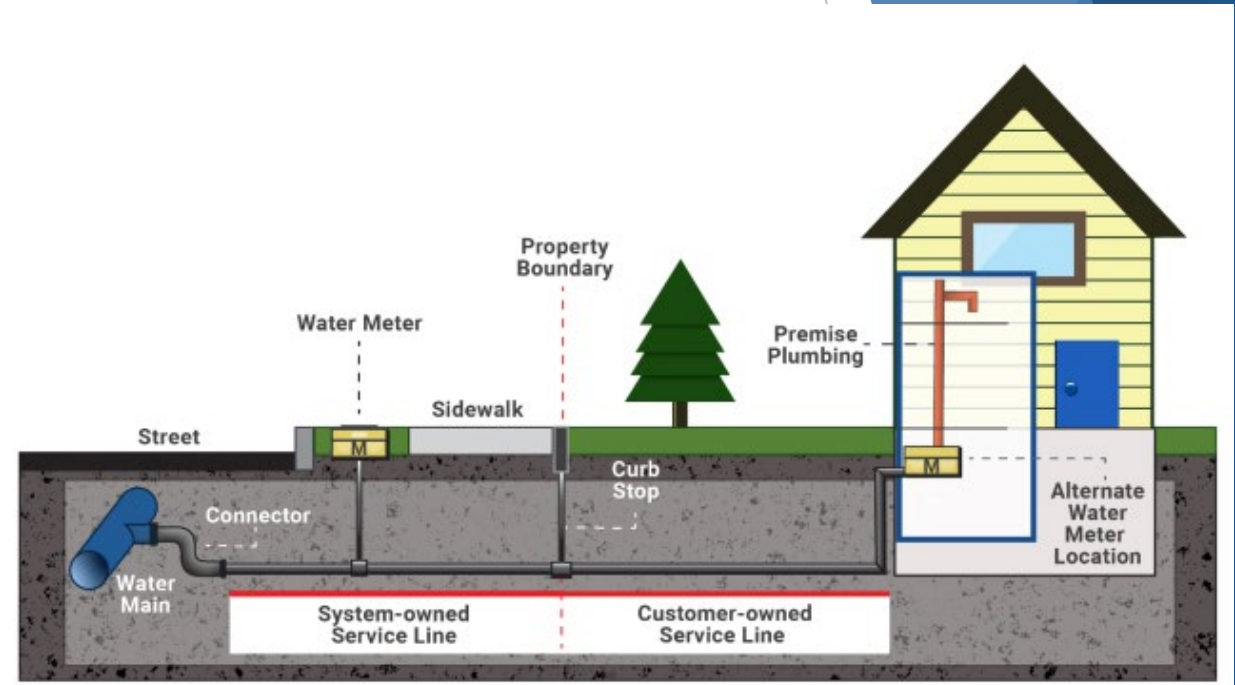 Property
Boundary
Water Meter
Premise
Plumbing
Sidewalk
Street
M
M
Curb
Stop
Connector
Alternate
Water
Meter
Location
Water
Main
System-owned
Service Line
Customer-owned
Service Line